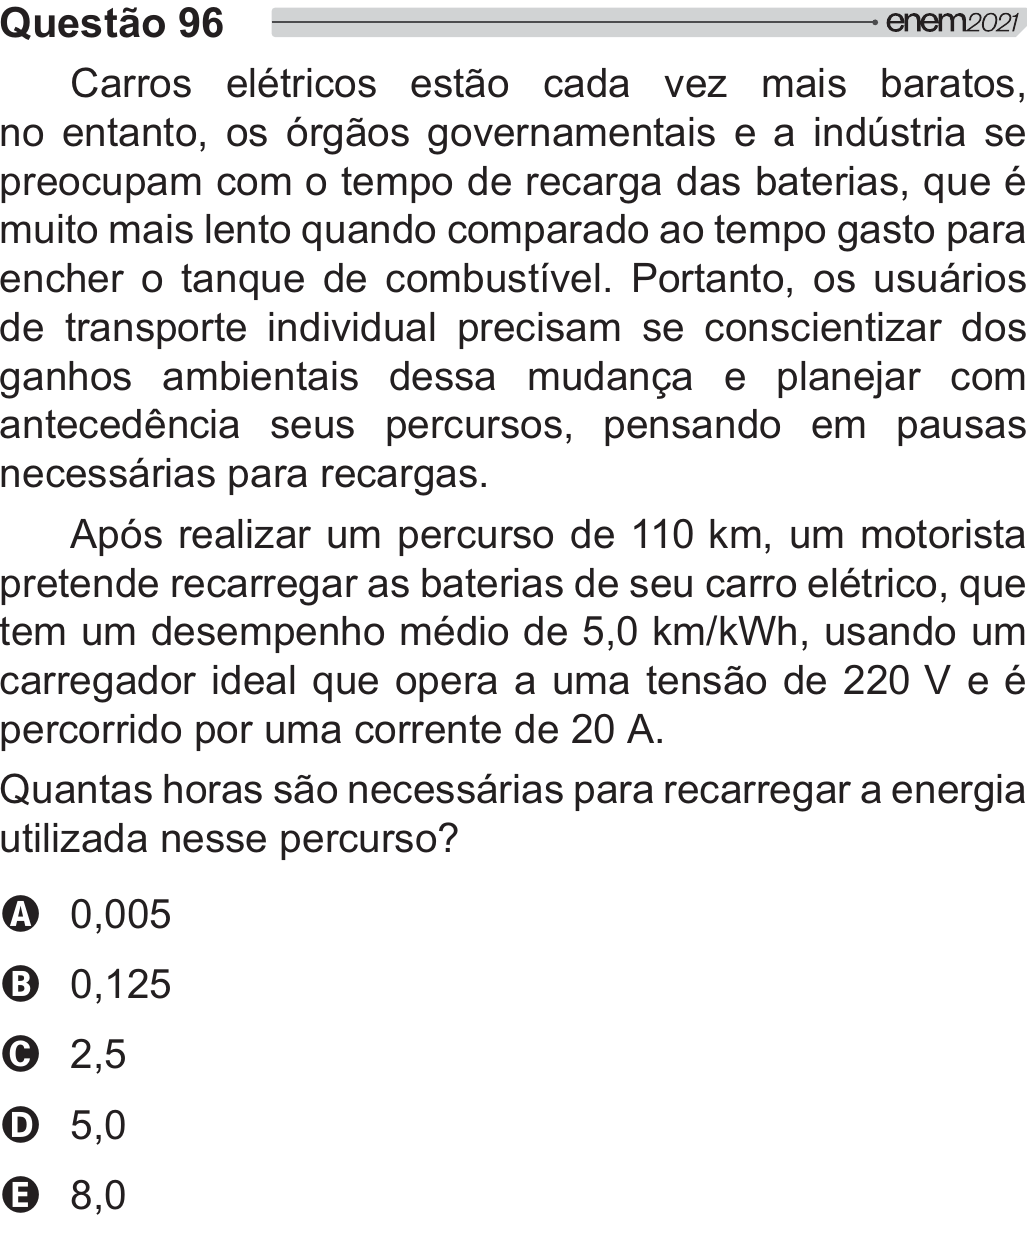 Questão 96
enem2021
Carros elétricos estão cada vez mais baratos,
no entanto, os órgãos governamentais e a indústria se
preocupam com o tempo de recarga das baterias, que é
muito mais lento quando comparado ao tempo gasto para
encher o tanque de combustível. Portanto, os usuários
de transporte individual precisam se conscientizar dos
ganhos ambientais dessa mudança e planejar com
antecedência seus percursos, pensando em pausas
necessárias para recargas.
Após realizar um percurso de 110 km, um motorista
pretende recarregar as baterias de seu carro elétrico, que
tem um desempenho médio de 5,0 km/kWh, usando um
carregador ideal que opera a uma tensão de 220 V e é
percorrido por uma corrente de 20 A.
Quantas horas são necessárias para recarregar a energia
utilizada nesse percurso?
A 0,005
B 0,125
C 2,5
D 5,0
E 8,0